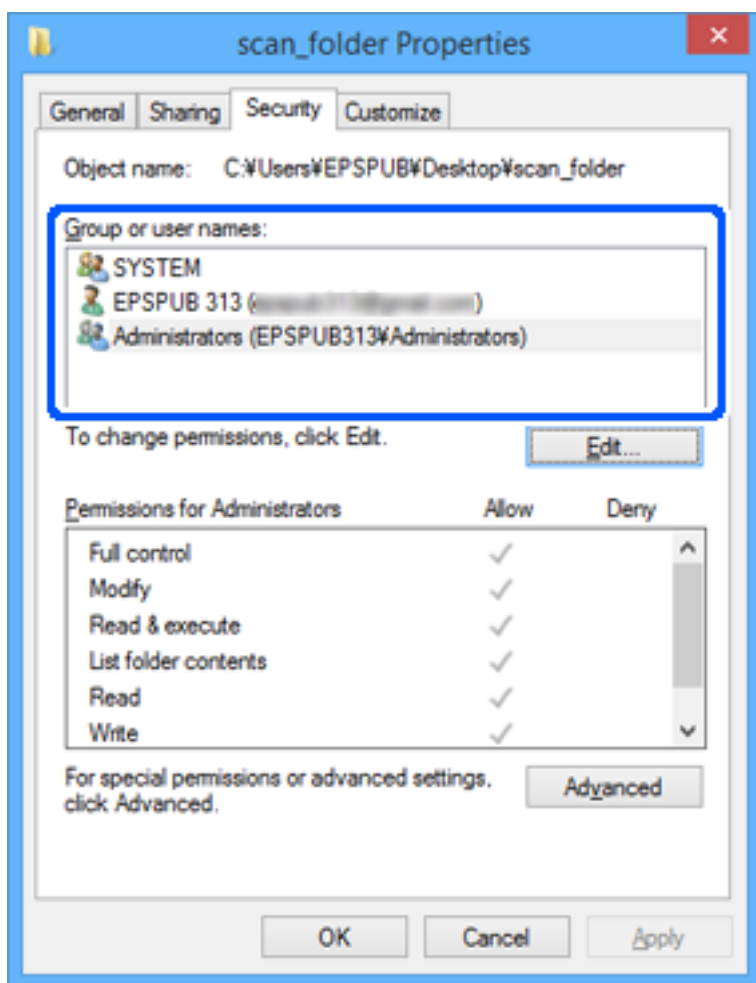 scan_folder Properties
General Sharing Security Customize
Object name: C:¥Users¥EPSPUB¥Desktop¥scan_folder
Group or user names:
SYSTEM
EPSPUB 313 ( )
Administrators (EPSPUB313¥Administrators)
To change permissions, click Edit.
Edit...
Permissions for Administrators Allow Deny
Full control
Modify
Read & execute
List folder contents
Read
Write
For special permissions or advanced settings,
click Advanced.
Advanced
OK Cancel Apply